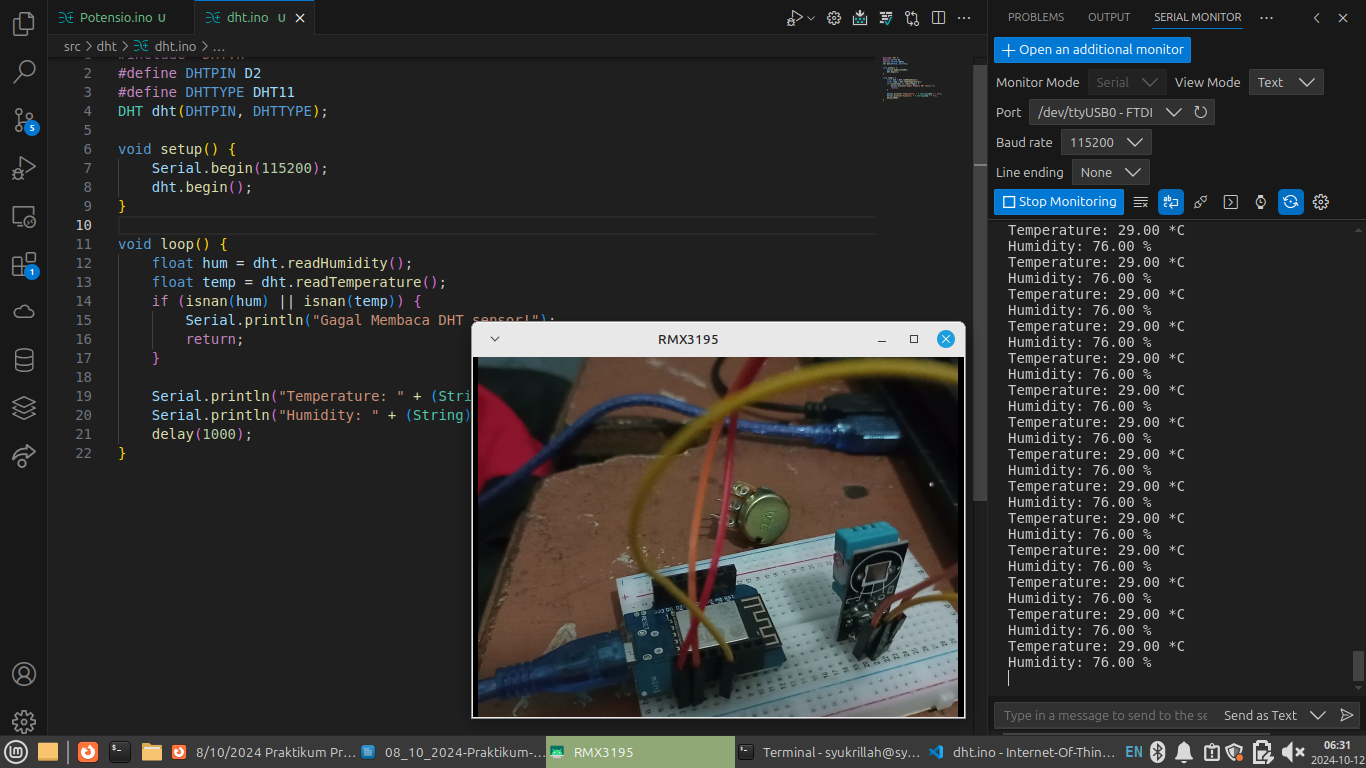 Potensio.ino U
dht.ino U
PROBLEMS OUTPUT SERIAL MONITOR
src > dht > dht.ino > ...
Open an additional monitor
Monitor Mode Serial View Mode Text
Port /dev/ttyUSB0 - FTDI
Baud rate 115200
Line ending None
Stop Monitoring
2 #define DHTPIN D2
3 #define DHTTYPE DHT11
4 DHT dht(DHTPIN, DHTTYPE);
5
6 void setup() {
7 Serial.begin(115200);
8 dht.begin();
9 }
10
11 void loop() {
12 float hum = dht.readHumidity();
13 float temp = dht.readTemperature();
14 if (isnan(hum) || isnan(temp)) {
15 Serial.println("Gagal Membaca DHT sensor!");
16 return;
17 }
18
19 Serial.println("Temperature: " + (Stri
20 Serial.println("Humidity: " + (String)
21 delay(1000);
22 }
5
1
RMX3195
Temperature: 29.00 *C
Humidity: 76.00 %
Temperature: 29.00 *C
Humidity: 76.00 %
Temperature: 29.00 *C
Humidity: 76.00 %
Temperature: 29.00 *C
Humidity: 76.00 %
Temperature: 29.00 *C
Humidity: 76.00 %
Temperature: 29.00 *C
Humidity: 76.00 %
Temperature: 29.00 *C
Humidity: 76.00 %
Temperature: 29.00 *C
Humidity: 76.00 %
Temperature: 29.00 *C
Humidity: 76.00 %
Temperature: 29.00 *C
Humidity: 76.00 %
Temperature: 29.00 *C
Humidity: 76.00 %
Temperature: 29.00 *C
Humidity: 76.00 %
Temperature: 29.00 *C
Humidity: 76.00 %
Temperature: 29.00 *C
Humidity: 76.00 %
Type in a message to send to the se Send as Text
8/10/2024 Praktikum Pr...
08_10_2024-Praktikum-...
RMX3195
Terminal - syukrillah@sy...
dht.ino - Internet-Of-Thin...
EN
06:31
2024-10-12